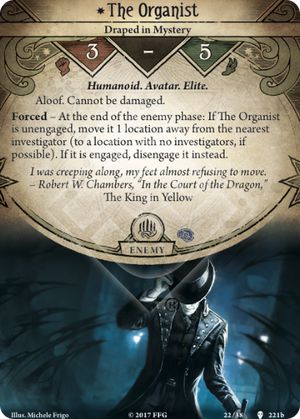 * The Organist
Draped in Mystery
3 – 5
Humanoid. Avatar. Elite.
Aloof. Cannot be damaged.
Forced – At the end of the enemy phase: If The Organist
is unengaged, move it 1 location away from the nearest
investigator (to a location with no investigators, if
possible). If it is engaged, disengage it instead.
I was creeping along, my feet almost refusing to move.
– Robert W. Chambers, "In the Court of the Dragon,"
The King in Yellow
ENEMY
Illus. Michele Frigo © 2017 FFG 22/38 221b